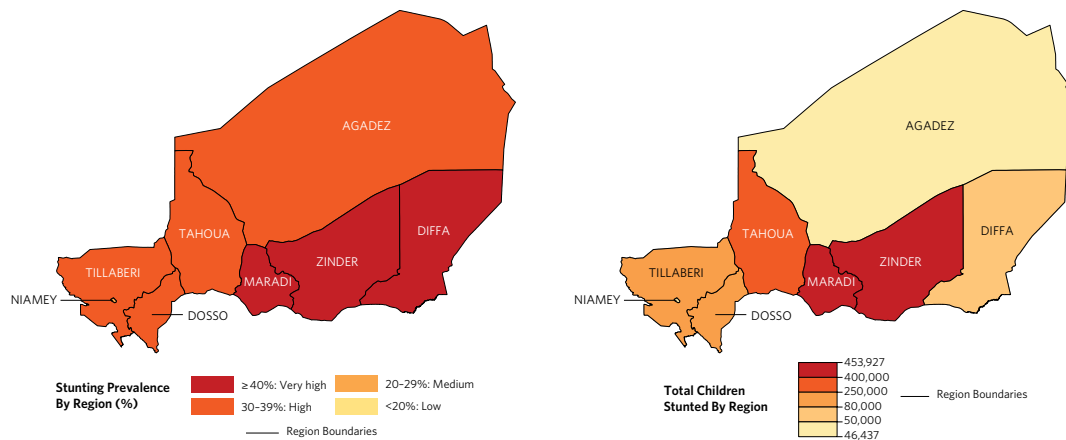 AGADEZ
TAHOUA
DIFFA
ZINDER
TILLABERI
MARADI
NIAMEY
DOSSO
Stunting Prevalence
By Region (%)
≥40%: Very high
20–29%: Medium
30–39%: High
<20%: Low
Region Boundaries
AGADEZ
TAHOUA
DIFFA
ZINDER
TILLABERI
MARADI
NIAMEY
DOSSO
Total Children
Stunted By Region
453,927
400,000
250,000
80,000
50,000
46,437
Region Boundaries